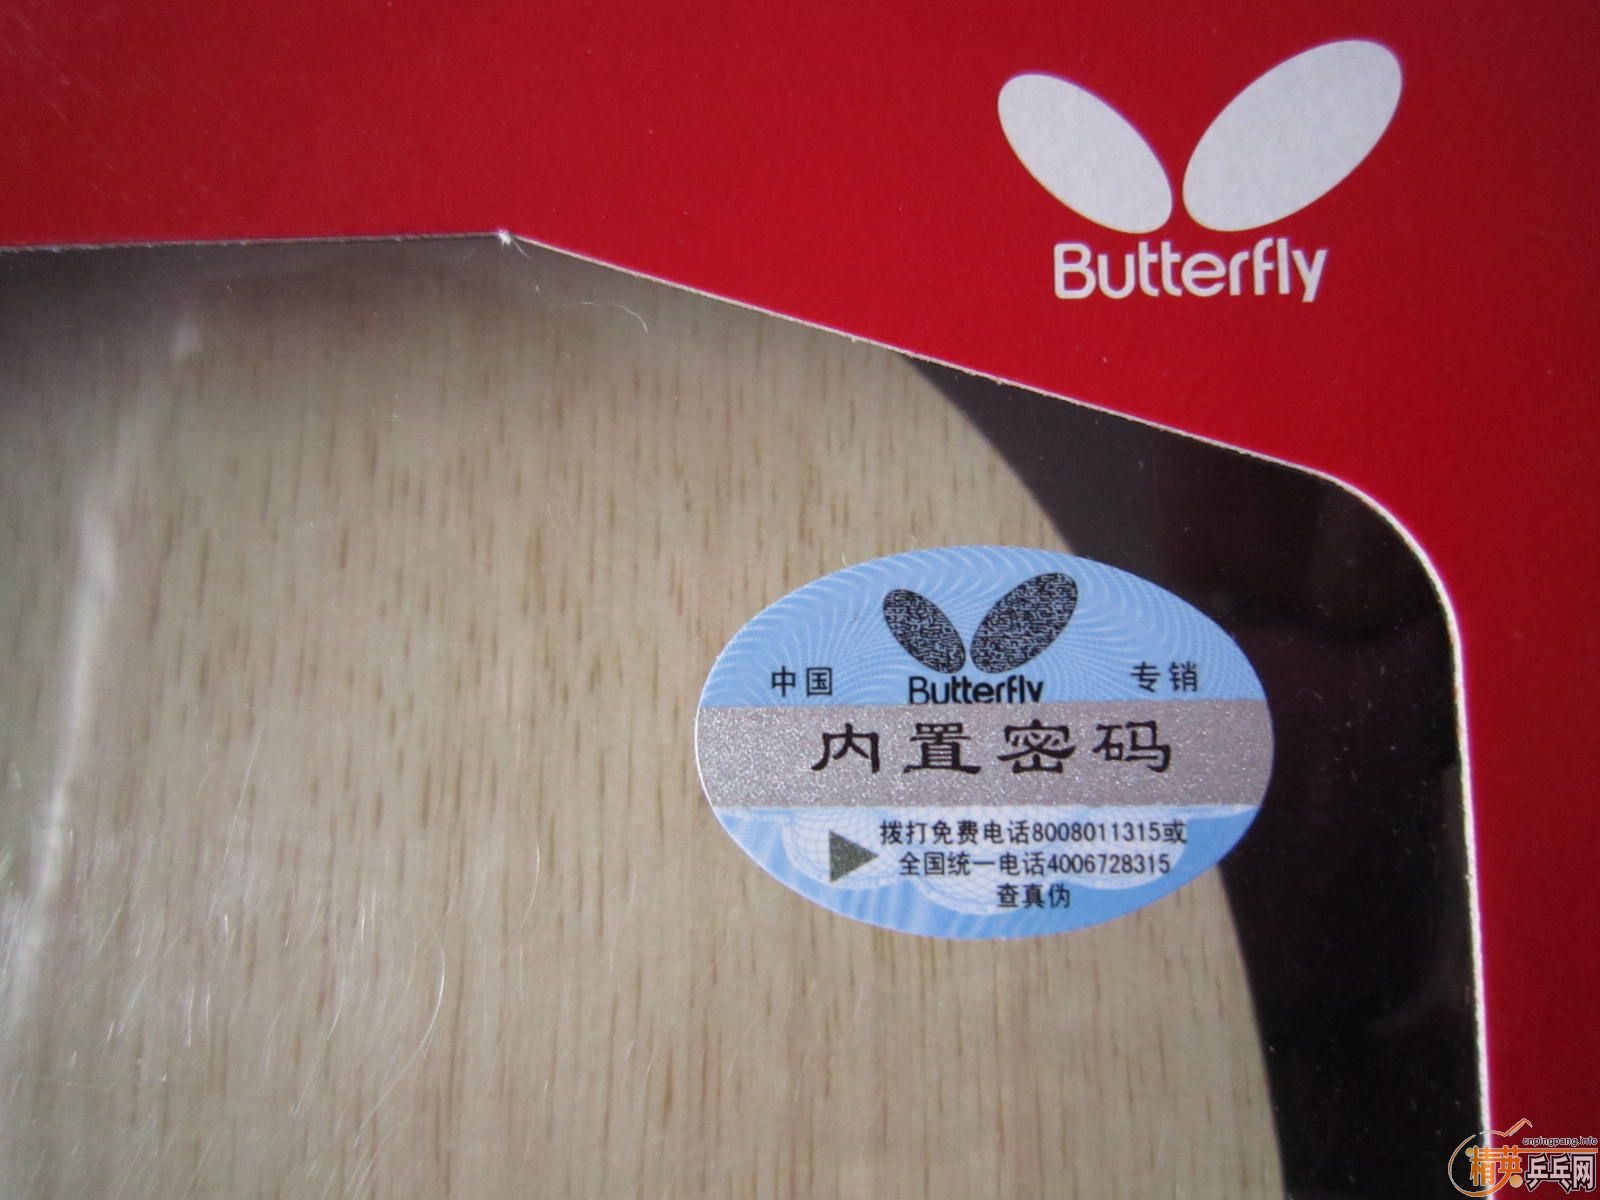 Butterfly
中国 Butterfly 专销
内置密码
拨打免费电话8008011315或
全国统一电话4006728315
查真伪
cnpingpang.info
精英乒乓网